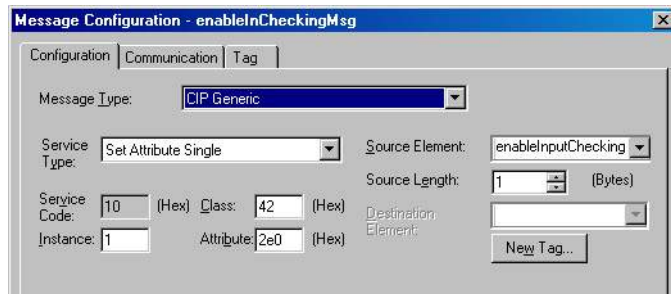 Message Configuration - enableInCheckingMsg
Configuration Communication Tag
Message Type: CIP Generic
Service Type: Set Attribute Single
Source Element: enableInputChecking
Source Length: 1 (Bytes)
Service Code: 10 (Hex) Class: 42 (Hex)
Destination Element:
Instance: 1 Attribute: 2e0 (Hex)
New Tag...